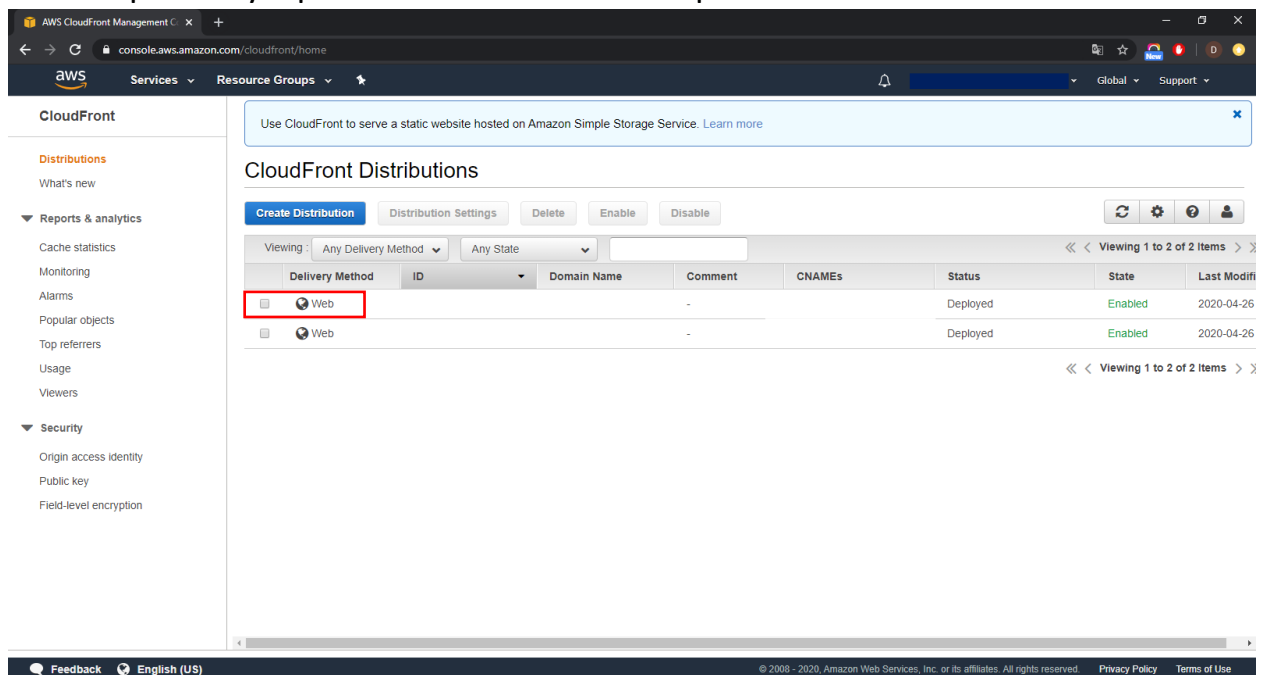 AWS CloudFront Management C
console.aws.amazon.com/cloudfront/home
New
D
aws Services Resource Groups Global Support
CloudFront
Distributions
What's new
Reports & analytics
Cache statistics
Monitoring
Alarms
Popular objects
Top referrers
Usage
Viewers
Security
Origin access identity
Public key
Field-level encryption
Use CloudFront to serve a static website hosted on Amazon Simple Storage Service. Learn more
CloudFront Distributions
Create Distribution Distribution Settings Delete Enable Disable
Viewing : Any Delivery Method Any State Viewing 1 to 2 of 2 Items
Delivery Method ID Domain Name Comment CNAMEs Status State Last Modifi
Web - Deployed Enabled 2020-04-26
Web - Deployed Enabled 2020-04-26
Viewing 1 to 2 of 2 Items
Feedback English (US) © 2008 - 2020, Amazon Web Services, Inc. or its affiliates. All rights reserved. Privacy Policy Terms of Use